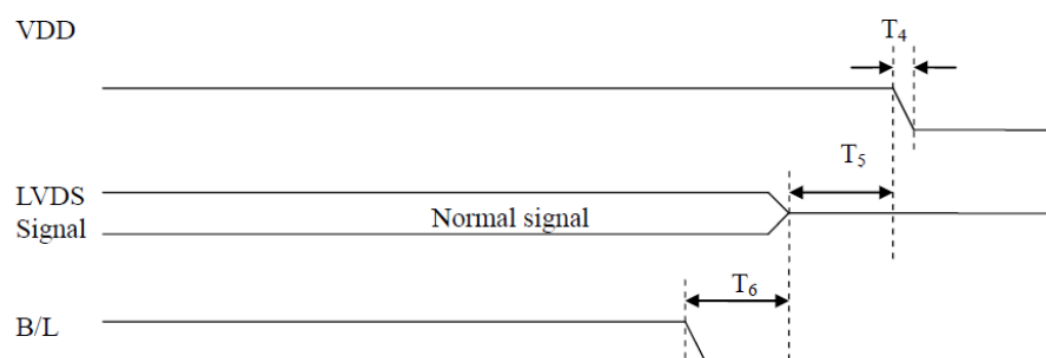 VDD
T₄
T₅
LVDS
Signal
Normal signal
T₆
B/L